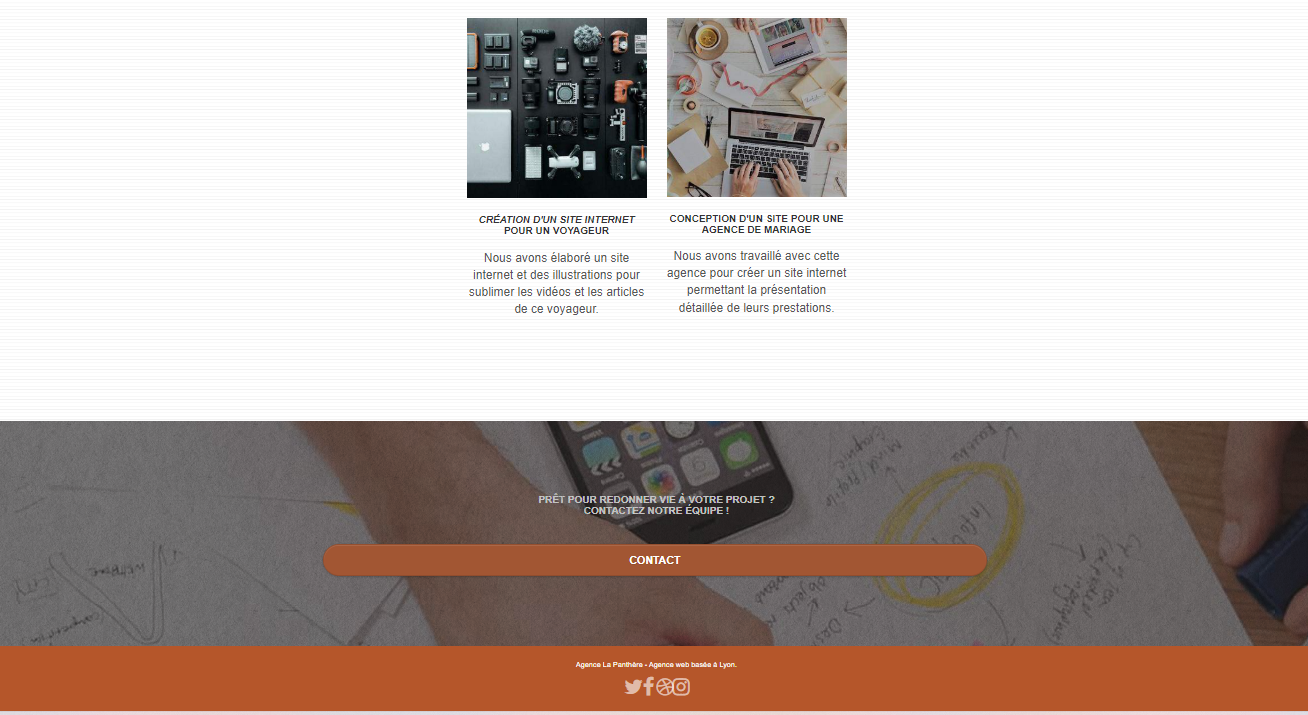 CRÉATION D'UN SITE INTERNET
POUR UN VOYAGEUR
Nous avons élaboré un site
internet et des illustrations pour
sublimer les vidéos et les articles
de ce voyageur.
CONCEPTION D'UN SITE POUR UNE
AGENCE DE MARIAGE
Nous avons travaillé avec cette
agence pour créer un site internet
permettant la présentation
détaillée de leurs prestations.
PRÊT POUR REDONNER VIE À VOTRE PROJET ?
CONTACTEZ NOTRE ÉQUIPE !
CONTACT
Agence La Panthère - Agence web basée à Lyon.